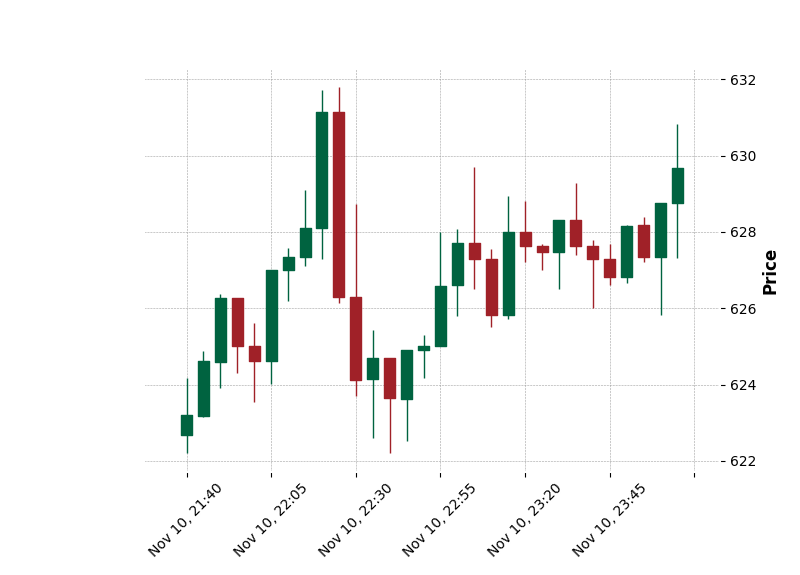 632
630
628
626
624
622
Price
Nov 10, 21:40
Nov 10, 22:05
Nov 10, 22:30
Nov 10, 22:55
Nov 10, 23:20
Nov 10, 23:45